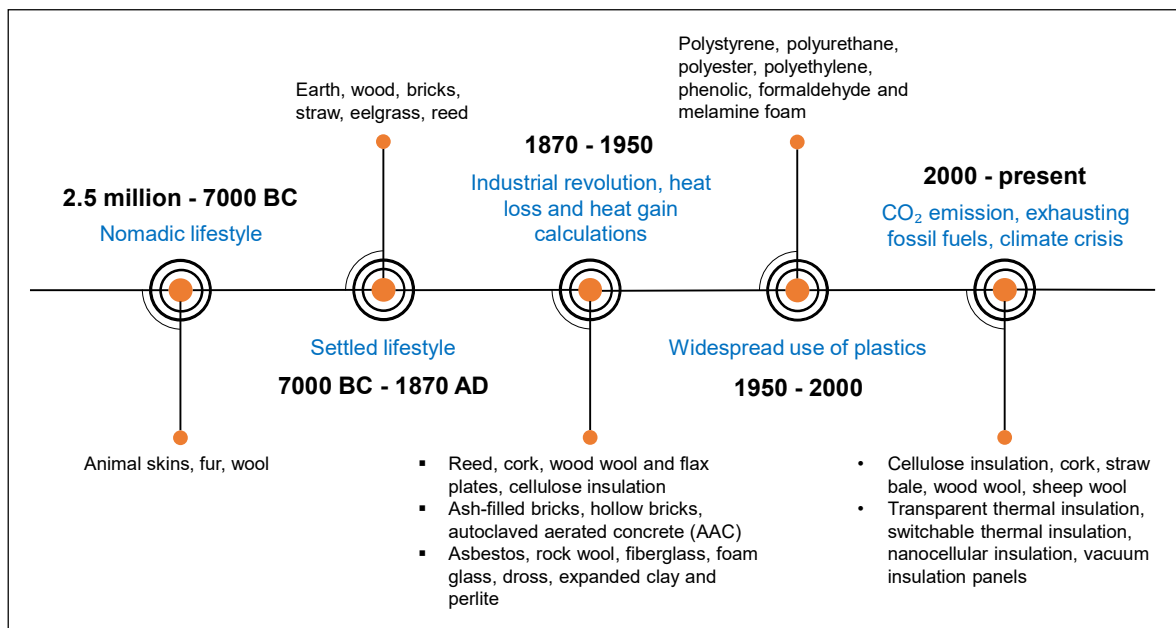 2.5 million - 7000 BC
Nomadic lifestyle
Animal skins, fur, wool
Earth, wood, bricks,
straw, eelgrass, reed
Settled lifestyle
7000 BC - 1870 AD
1870 - 1950
Industrial revolution, heat
loss and heat gain
calculations
▪ Reed, cork, wood wool and flax
plates, cellulose insulation
▪ Ash-filled bricks, hollow bricks,
autoclaved aerated concrete (AAC)
▪ Asbestos, rock wool, fiberglass, foam
glass, dross, expanded clay and
perlite
Polystyrene, polyurethane,
polyester, polyethylene,
phenolic, formaldehyde and
melamine foam
Widespread use of plastics
1950 - 2000
2000 - present
CO₂ emission, exhausting
fossil fuels, climate crisis
• Cellulose insulation, cork, straw
bale, wood wool, sheep wool
• Transparent thermal insulation,
switchable thermal insulation,
nanocellular insulation, vacuum
insulation panels